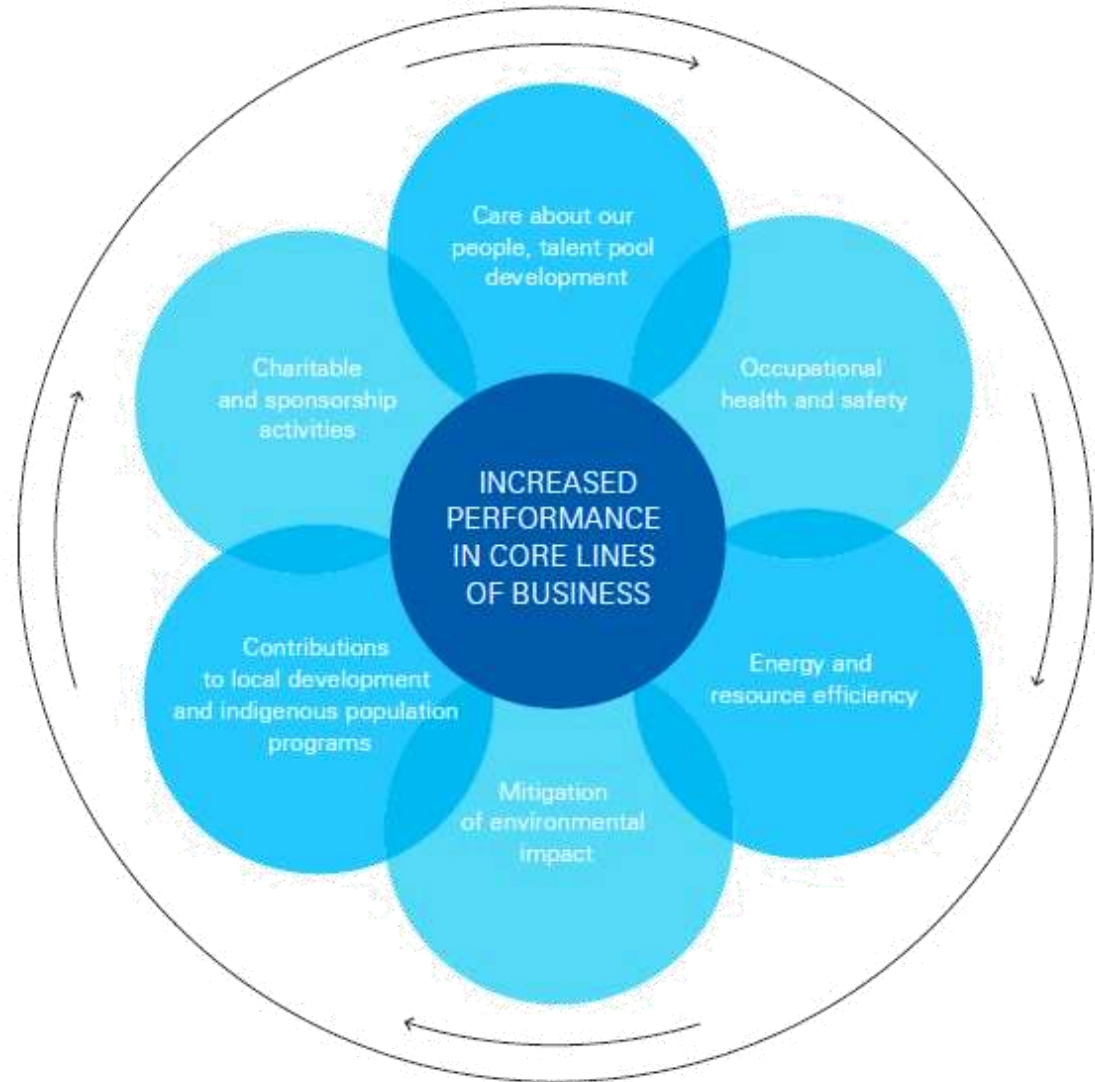 Care about our
people, talent pool
development
Occupational
health and safety
Energy and
resource efficiency
Mitigation
of environmental
impact
Contributions
to local development
and indigenous population
programs
Charitable
and sponsorship
activities
INCREASED
PERFORMANCE
IN CORE LINES
OF BUSINESS